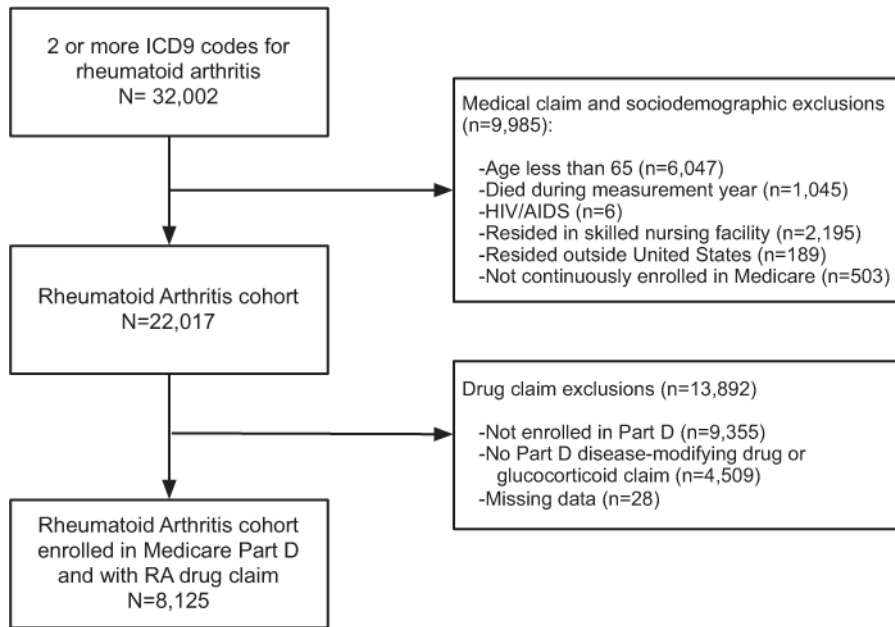 2 or more ICD9 codes for
rheumatoid arthritis
N= 32,002
Medical claim and sociodemographic exclusions
(n=9,985):
-Age less than 65 (n=6,047)
-Died during measurement year (n=1,045)
-HIV/AIDS (n=6)
-Resided in skilled nursing facility (n=2,195)
-Resided outside United States (n=189)
-Not continuously enrolled in Medicare (n=503)
Rheumatoid Arthritis cohort
N=22,017
Drug claim exclusions (n=13,892)
-Not enrolled in Part D (n=9,355)
-No Part D disease-modifying drug or
glucocorticoid claim (n=4,509)
-Missing data (n=28)
Rheumatoid Arthritis cohort
enrolled in Medicare Part D
and with RA drug claim
N=8,125